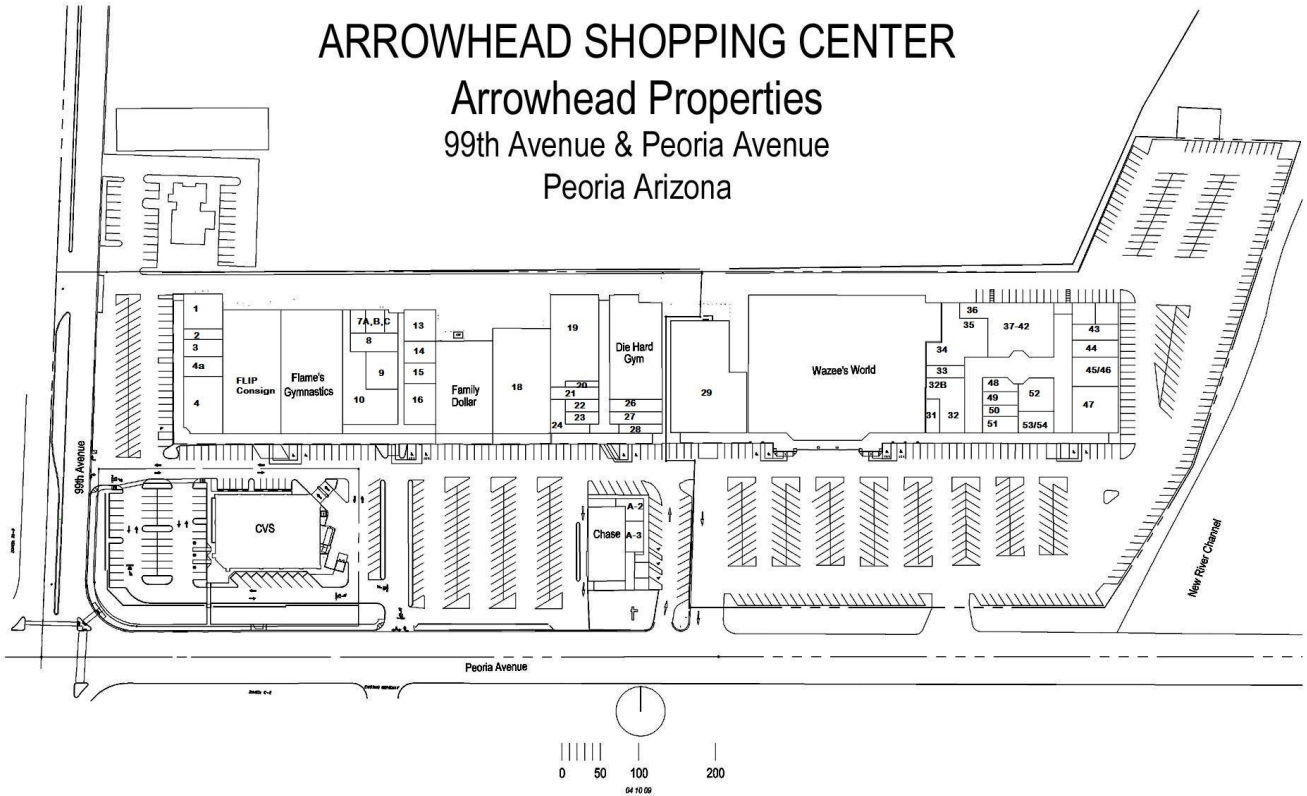 ARROWHEAD SHOPPING CENTER
Arrowhead Properties
99th Avenue & Peoria Avenue
Peoria Arizona
1
2
3
4a
4
FLIP
Consign
Flame's
Gymnastics
7A,B,C
8
9
10
13
14
15
16
Family
Dollar
18
19
20
21
22
23
24
Die Hard
Gym
26
27
28
29
Wazee's World
31
32
32B
33
34
35
36
37-42
43
44
45/46
47
48
49
50
51
52
53/54
99th Avenue
CVS
Chase
A-2
A-3
New River Channel
Peoria Avenue
0 50 100 200
04 10 09